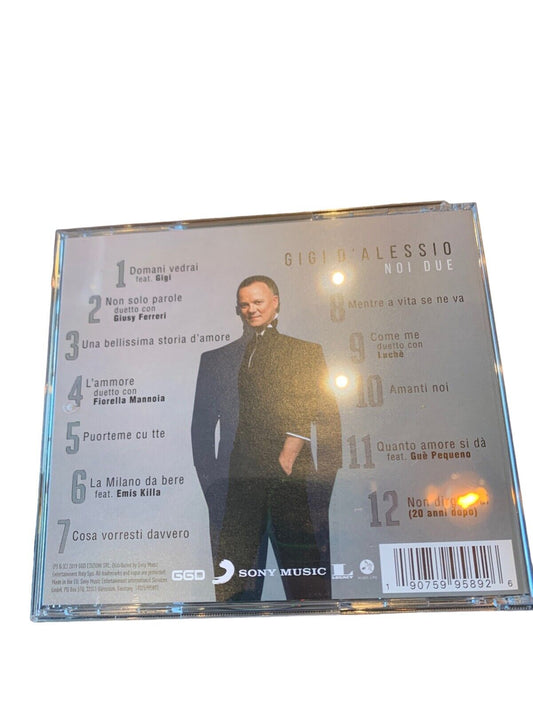 GIGI D'ALESSIO
NOI DUE
1 Domani vedrai
feat. Gigi
2 Non solo parole
duetto con
Giusy Ferreri
3 Una bellissima storia d'amore
4 L'ammore
duetto con
Fiorella Mannoia
5 Puorteme cu tte
6 La Milano da bere
feat. Emis Killa
7 Cosa vorresti davvero
8 Mentre a vita se ne va
9 Come me
duetto con
Luchè
10 Amanti noi
11 Quanto amore si dà
feat. Guè Pequeno
12 Non
(20 anni dopo)
GGD
SONY MUSIC
LEGACY
1 90759 95892 6